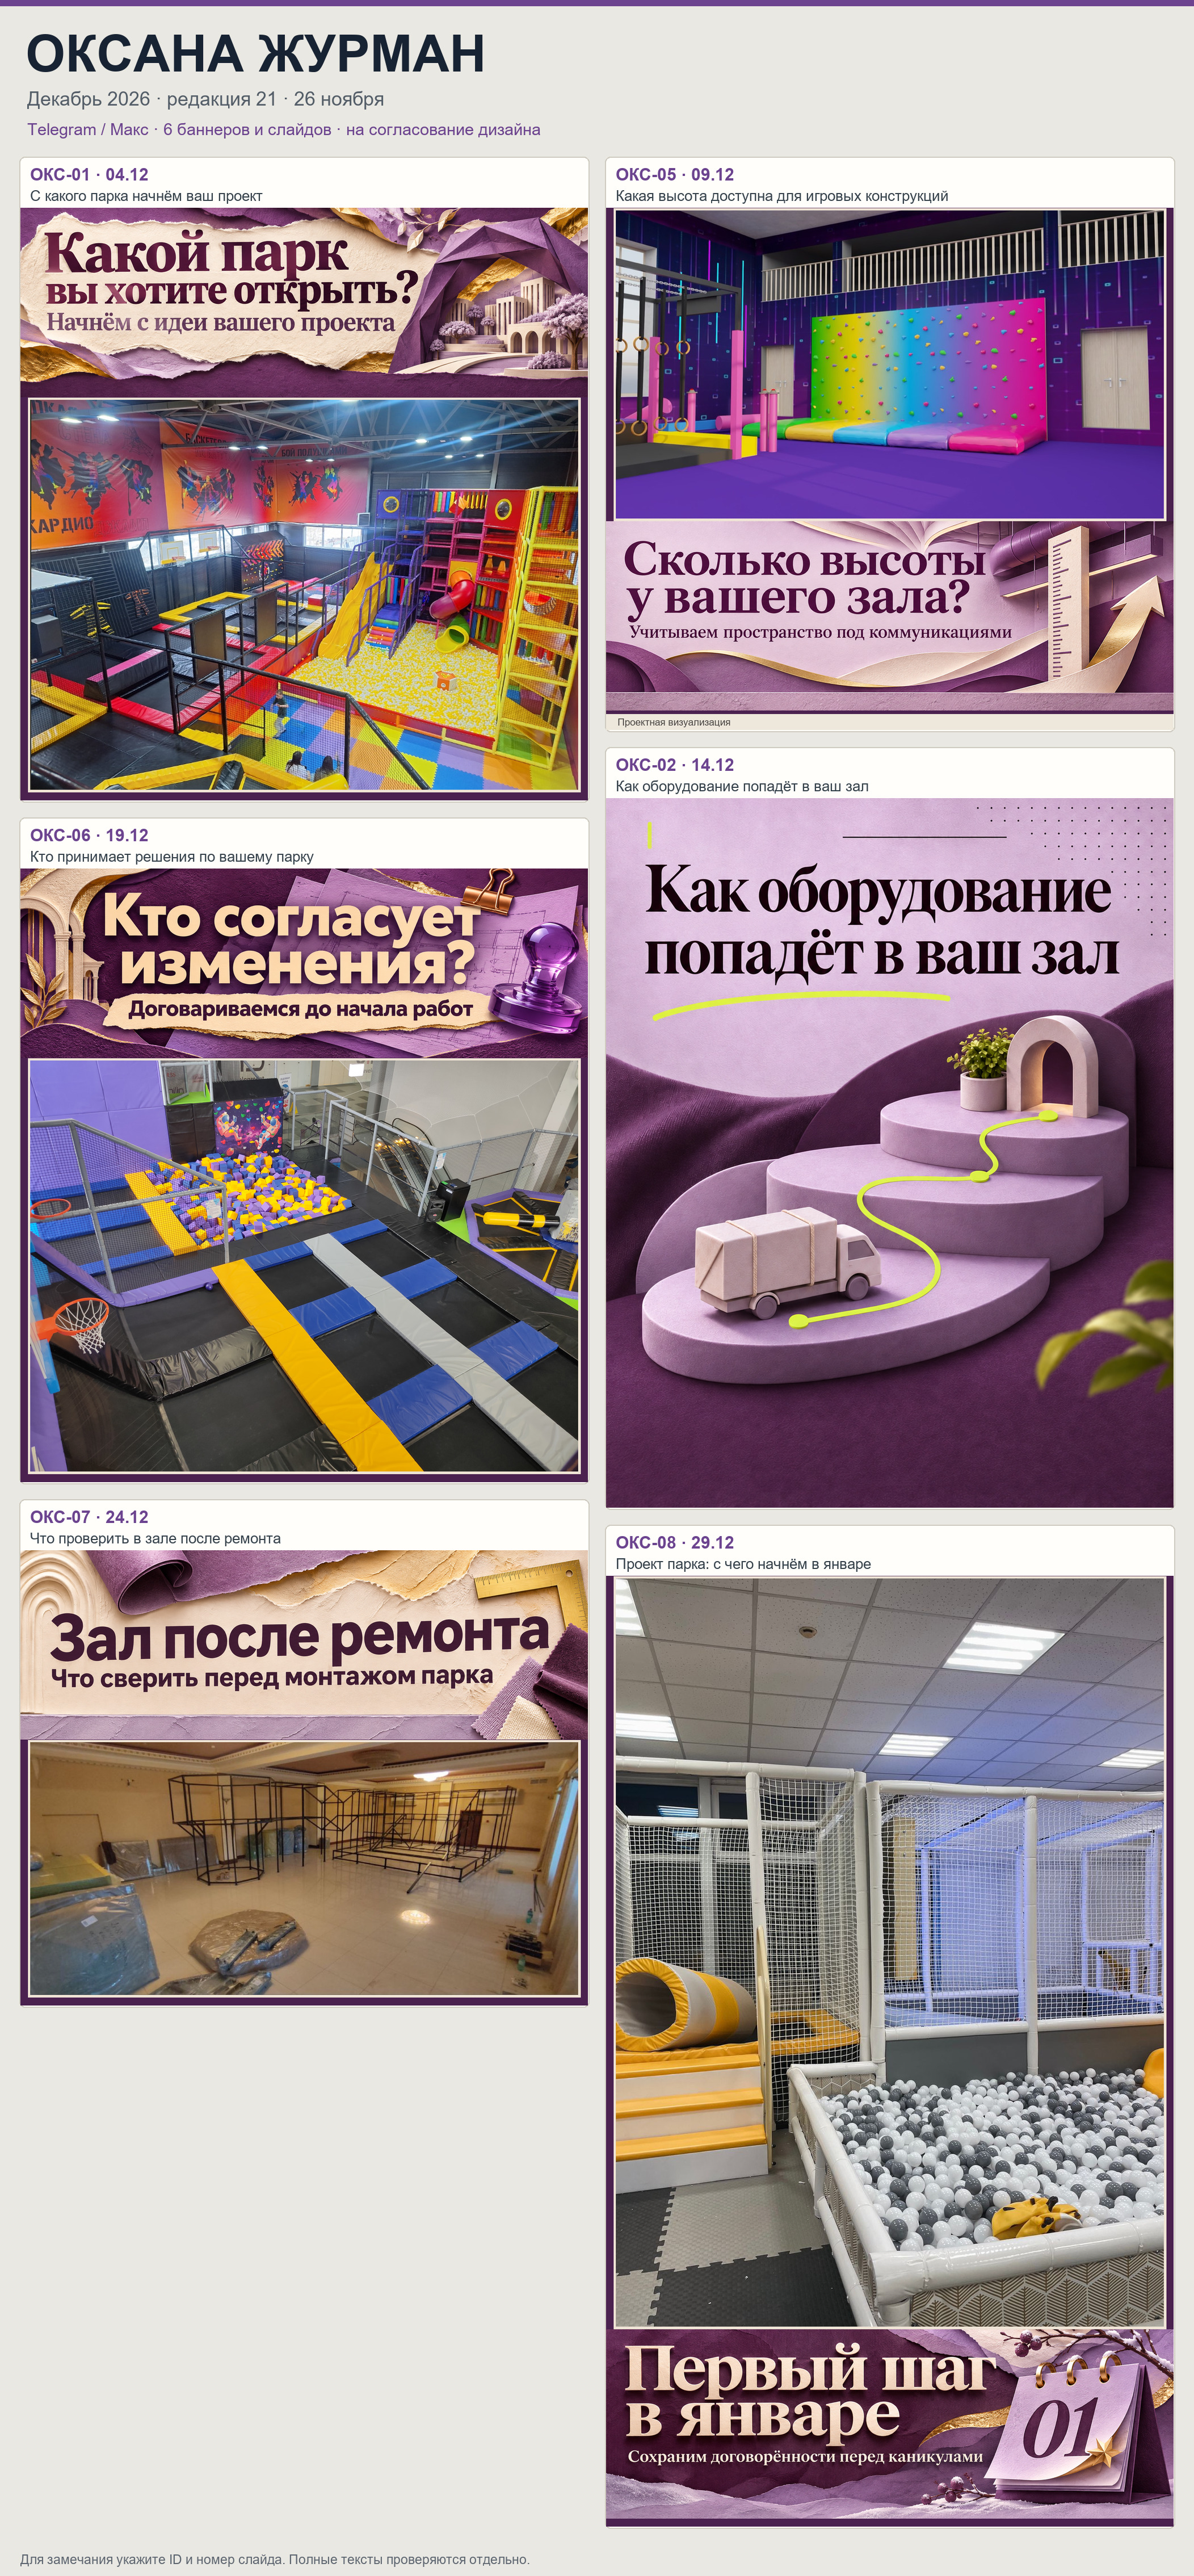 ОКСАНА ЖУРМАН
Декабрь 2026 · редакция 21 · 26 ноября
Telegram / Макс · 6 баннеров и слайдов · на согласование дизайна
ОКС-01 · 04.12
С какого парка начнём ваш проект
Какой парк
вы хотите открыть?
Начнём с идеи вашего проекта
КАРДИО
ОКС-05 · 09.12
Какая высота доступна для игровых конструкций
Сколько высоты
у вашего зала?
Учитываем пространство под коммуникациями
Проектная визуализация
ОКС-06 · 19.12
Кто принимает решения по вашему парку
Кто согласует
изменения?
Договариваемся до начала работ
ОКС-02 · 14.12
Как оборудование попадёт в ваш зал
Как оборудование
попадёт в ваш зал
ОКС-07 · 24.12
Что проверить в зале после ремонта
Зал после ремонта
Что сверить перед монтажом парка
ОКС-08 · 29.12
Проект парка: с чего начнём в январе
Первый шаг
в январе
Сохраним договорённости перед каникулами
01
Для замечания укажите ID и номер слайда. Полные тексты проверяются отдельно.